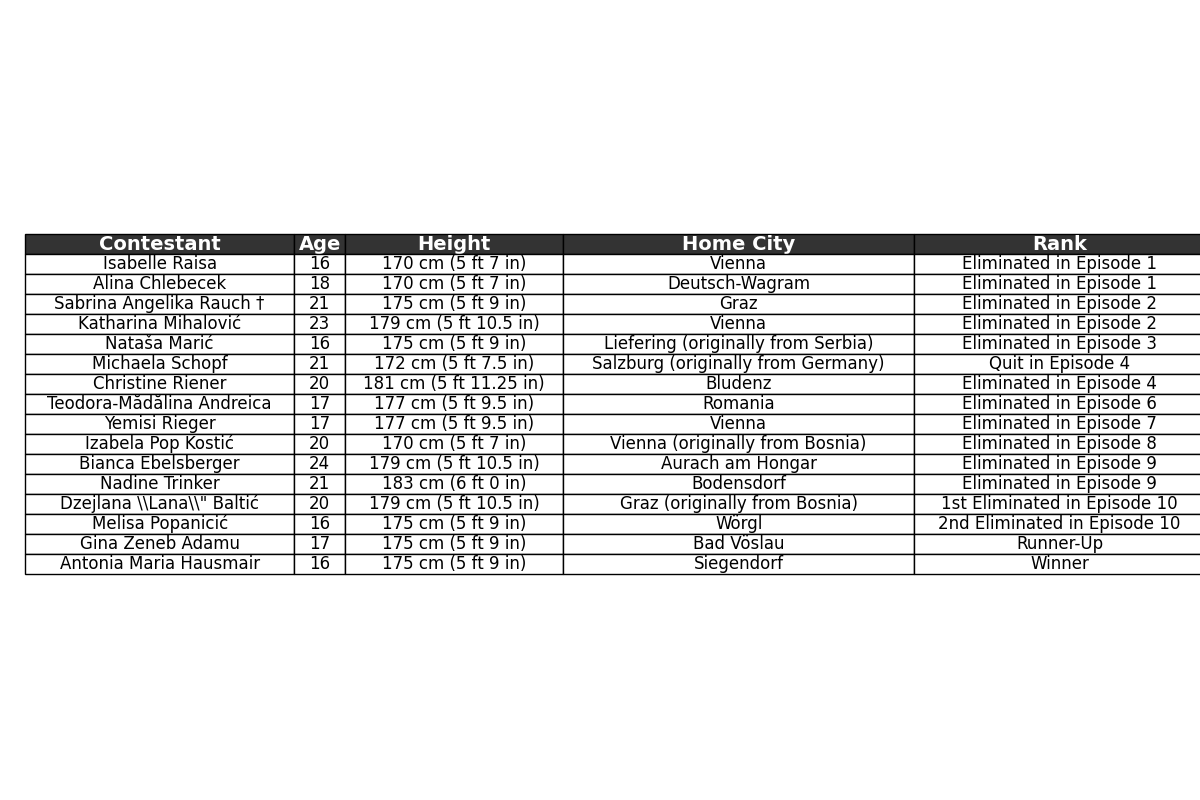 Contestant Age Height Home City Rank
Isabelle Raisa 16 170 cm (5 ft 7 in) Vienna Eliminated in Episode 1
Alina Chlebecek 18 170 cm (5 ft 7 in) Deutsch-Wagram Eliminated in Episode 1
Sabrina Angelika Rauch † 21 175 cm (5 ft 9 in) Graz Eliminated in Episode 2
Katharina Mihalović 23 179 cm (5 ft 10.5 in) Vienna Eliminated in Episode 2
Nataša Marić 16 175 cm (5 ft 9 in) Liefering (originally from Serbia) Eliminated in Episode 3
Michaela Schopf 21 172 cm (5 ft 7.5 in) Salzburg (originally from Germany) Quit in Episode 4
Christine Riener 20 181 cm (5 ft 11.25 in) Bludenz Eliminated in Episode 4
Teodora-Mădălina Andreica 17 177 cm (5 ft 9.5 in) Romania Eliminated in Episode 6
Yemisi Rieger 17 177 cm (5 ft 9.5 in) Vienna Eliminated in Episode 7
Izabela Pop Kostić 20 170 cm (5 ft 7 in) Vienna (originally from Bosnia) Eliminated in Episode 8
Bianca Ebelsberger 24 179 cm (5 ft 10.5 in) Aurach am Hongar Eliminated in Episode 9
Nadine Trinker 21 183 cm (6 ft 0 in) Bodensdorf Eliminated in Episode 9
Dzejlana \\Lana\\" Baltić 20 179 cm (5 ft 10.5 in) Graz (originally from Bosnia) 1st Eliminated in Episode 10
Melisa Popanicić 16 175 cm (5 ft 9 in) Wörgl 2nd Eliminated in Episode 10
Gina Zeneb Adamu 17 175 cm (5 ft 9 in) Bad Vöslau Runner-Up
Antonia Maria Hausmair 16 175 cm (5 ft 9 in) Siegendorf Winner